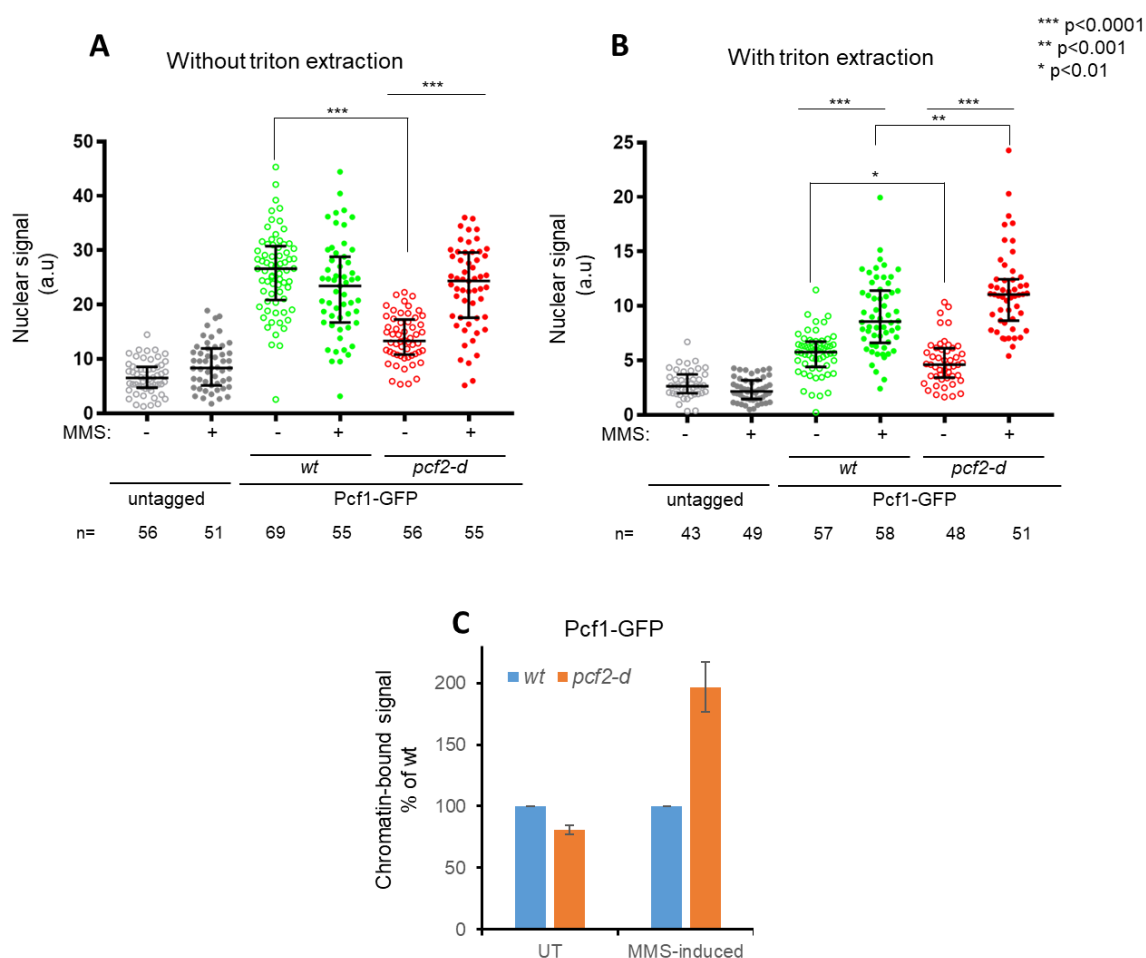 *** p<0.0001
** p<0.001
* p<0.01
A
Without triton extraction
***
***
Nuclear signal
(a.u)
50
40
30
20
10
0
MMS: - + - + - +
wt pcf2-d
untagged Pcf1-GFP
n= 56 51 69 55 56 55
B
With triton extraction
*** ***
**
*
Nuclear signal
(a.u)
25
20
15
10
5
0
MMS: - + - + - +
wt pcf2-d
untagged Pcf1-GFP
n= 43 49 57 58 48 51
C
Pcf1-GFP
wt pcf2-d
Chromatin-bound signal
% of wt
200
150
100
50
0
UT MMS-induced